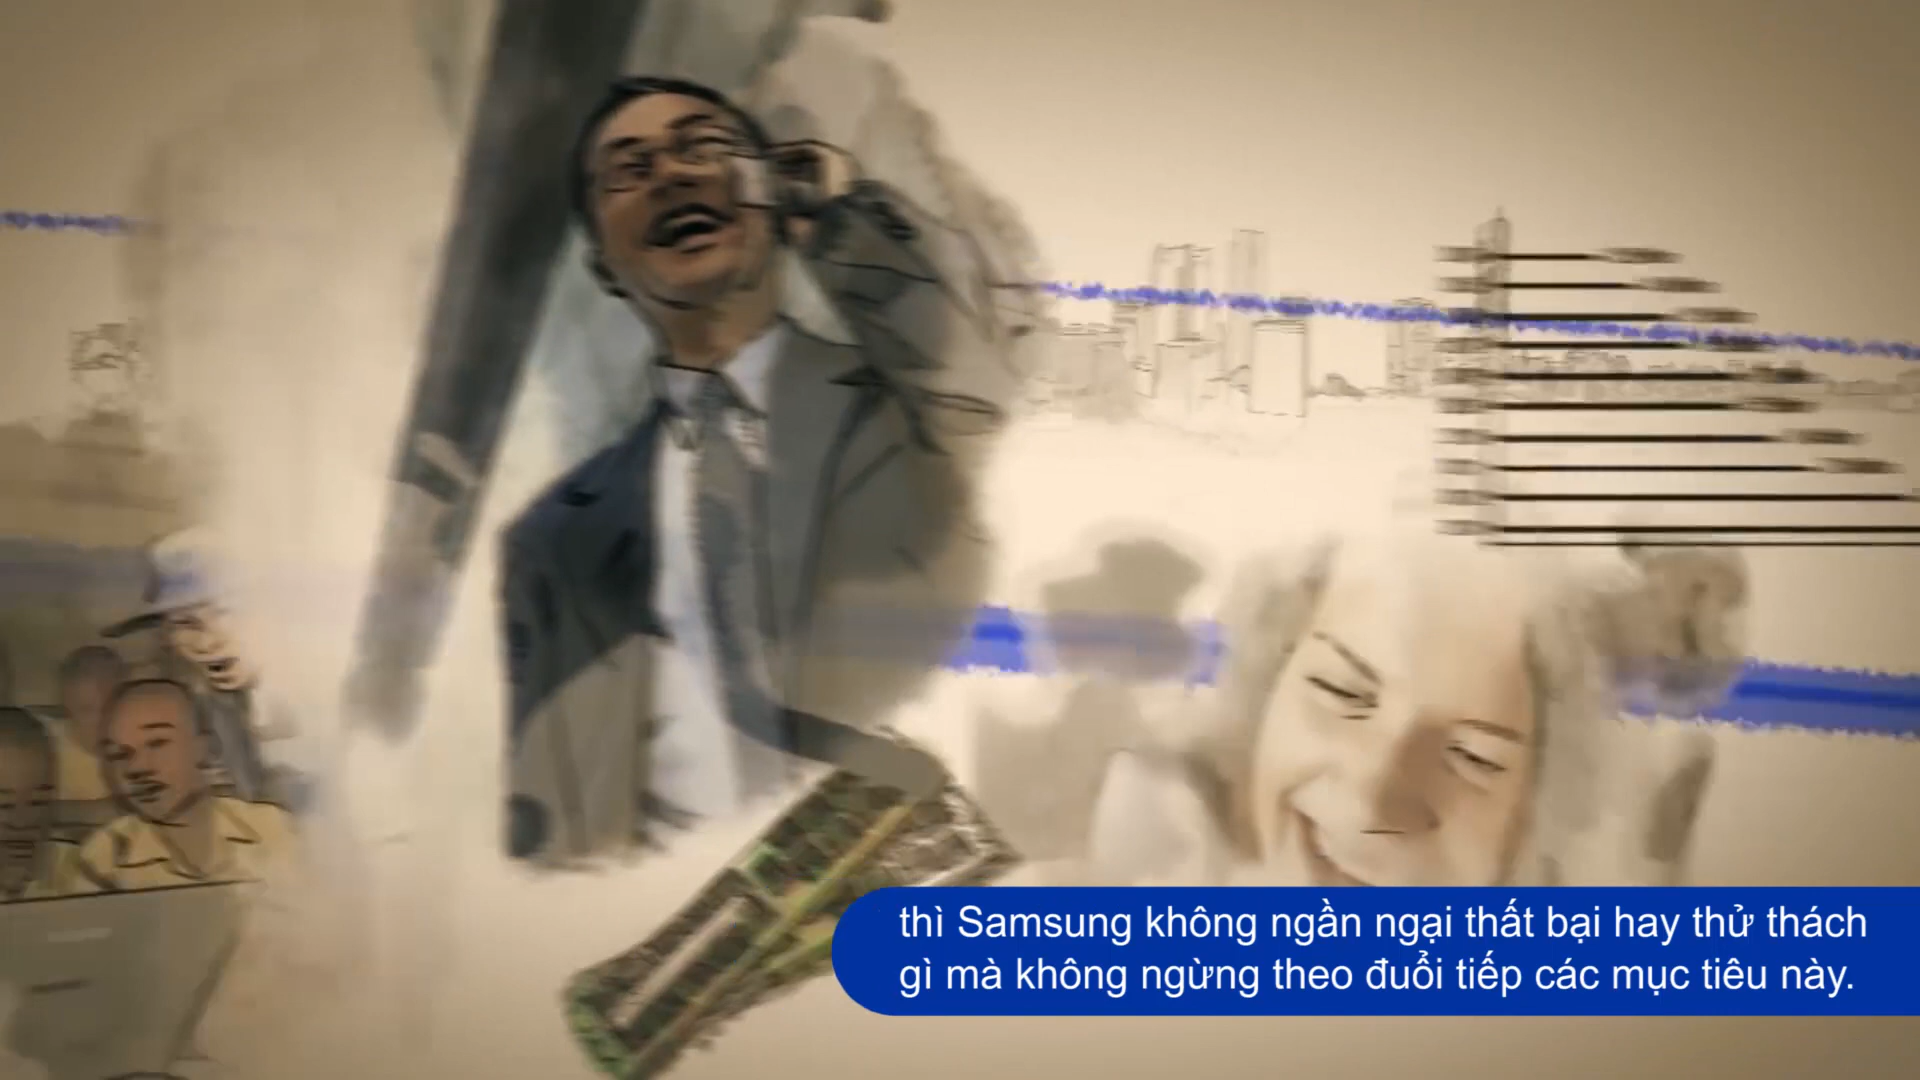 thì Samsung không ngần ngại thất bại hay thử thách
gì mà không ngừng theo đuổi tiếp các mục tiêu này.